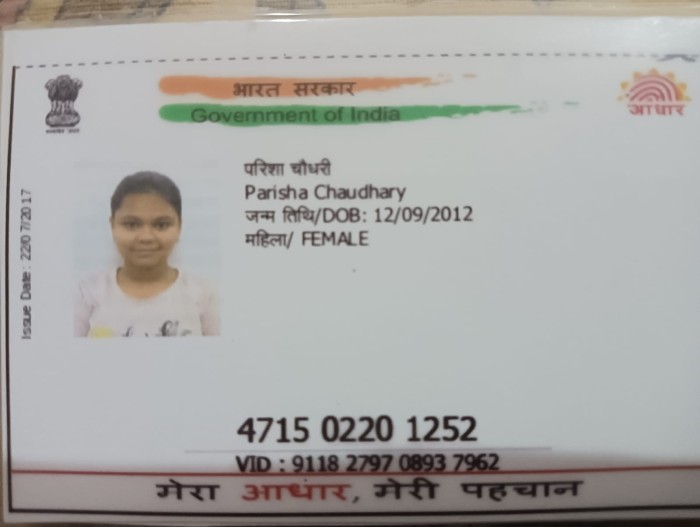 भारत सरकार
Government of India
आधार
परिशा चौधरी
Parisha Chaudhary
जन्म तिथि/DOB: 12/09/2012
महिला/ FEMALE
Issue Date: 22/07/2017
4715 0220 1252
VID : 9118 2797 0893 7962
मेरा आधार, मेरी पहचान